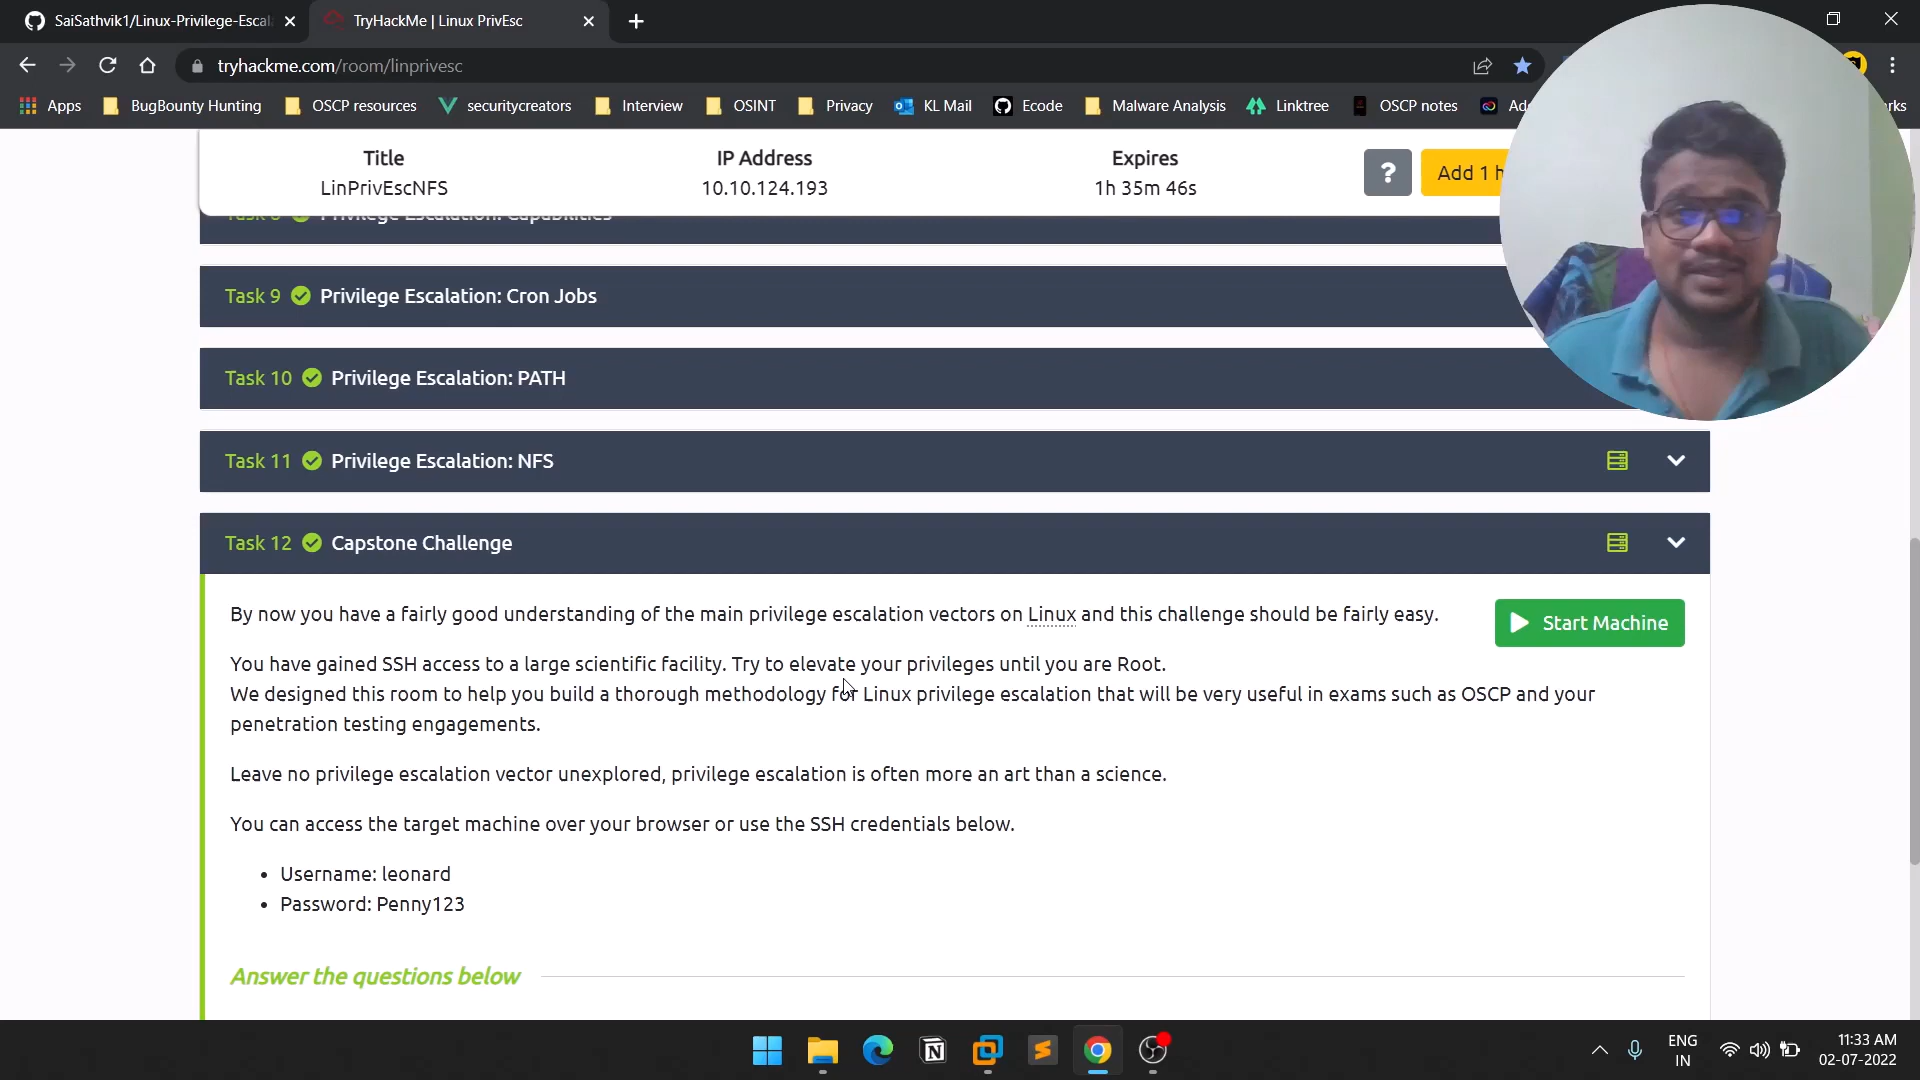 SaiSathvik1/Linux-Privilege-Escal
TryHackMe | Linux PrivEsc
tryhackme.com/room/linprivesc
Apps BugBounty Hunting OSCP resources securitycreators Interview OSINT Privacy KL Mail Ecode Malware Analysis Linktree OSCP notes
Title IP Address Expires
LinPrivEscNFS 10.10.124.193 1h 35m 46s ? Add 1 h
Privilege Escalation: Capabilities
Task 9 Privilege Escalation: Cron Jobs
Task 10 Privilege Escalation: PATH
Task 11 Privilege Escalation: NFS
Task 12 Capstone Challenge
By now you have a fairly good understanding of the main privilege escalation vectors on Linux and this challenge should be fairly easy.
Start Machine
You have gained SSH access to a large scientific facility. Try to elevate your privileges until you are Root.
We designed this room to help you build a thorough methodology for Linux privilege escalation that will be very useful in exams such as OSCP and your
penetration testing engagements.
Leave no privilege escalation vector unexplored, privilege escalation is often more an art than a science.
You can access the target machine over your browser or use the SSH credentials below.
• Username: leonard
• Password: Penny123
Answer the questions below
ENG
IN
11:33 AM
02-07-2022